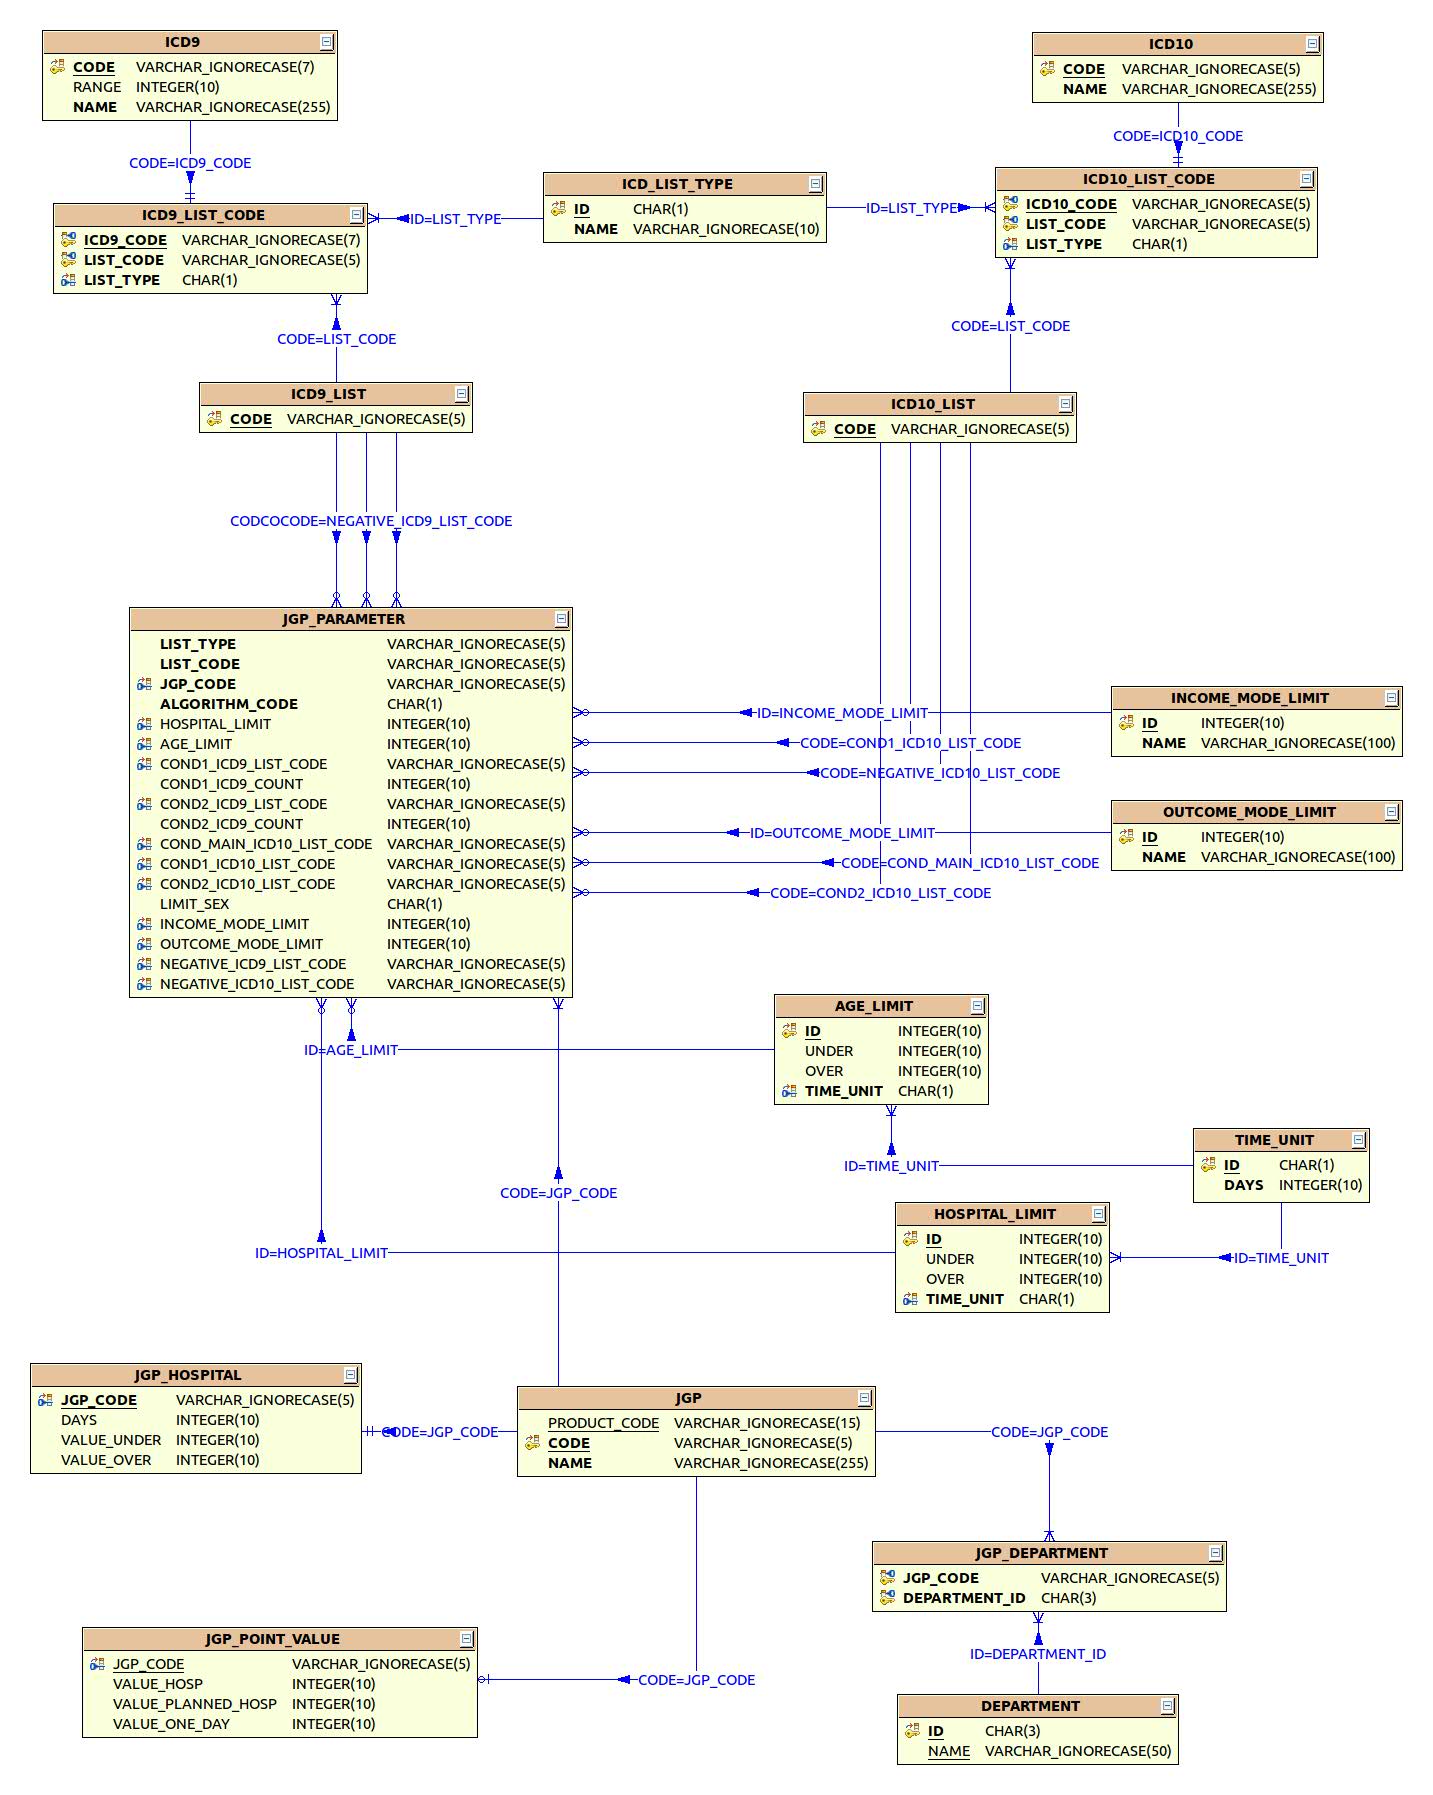 ICD9
CODE VARCHAR_IGNORECASE(7)
RANGE INTEGER(10)
NAME VARCHAR_IGNORECASE(255)
ICD10
CODE VARCHAR_IGNORECASE(5)
NAME VARCHAR_IGNORECASE(255)
CODE=ICD9_CODE
CODE=ICD10_CODE
ICD9_LIST_CODE
ICD9_CODE VARCHAR_IGNORECASE(7)
LIST_CODE VARCHAR_IGNORECASE(5)
LIST_TYPE CHAR(1)
ID=LIST_TYPE
ICD_LIST_TYPE
ID CHAR(1)
NAME VARCHAR_IGNORECASE(10)
ID=LIST_TYPE
ICD10_LIST_CODE
ICD10_CODE VARCHAR_IGNORECASE(5)
LIST_CODE VARCHAR_IGNORECASE(5)
LIST_TYPE CHAR(1)
CODE=LIST_CODE
CODE=LIST_CODE
ICD9_LIST
CODE VARCHAR_IGNORECASE(5)
ICD10_LIST
CODE VARCHAR_IGNORECASE(5)
CODCOCODE=NEGATIVE_ICD9_LIST_CODE
JGP_PARAMETER
LIST_TYPE VARCHAR_IGNORECASE(5)
LIST_CODE VARCHAR_IGNORECASE(5)
JGP_CODE VARCHAR_IGNORECASE(5)
ALGORITHM_CODE CHAR(1)
HOSPITAL_LIMIT INTEGER(10)
AGE_LIMIT INTEGER(10)
COND1_ICD9_LIST_CODE VARCHAR_IGNORECASE(5)
COND1_ICD9_COUNT INTEGER(10)
COND2_ICD9_LIST_CODE VARCHAR_IGNORECASE(5)
COND2_ICD9_COUNT INTEGER(10)
COND_MAIN_ICD10_LIST_CODE VARCHAR_IGNORECASE(5)
COND1_ICD10_LIST_CODE VARCHAR_IGNORECASE(5)
COND2_ICD10_LIST_CODE VARCHAR_IGNORECASE(5)
LIMIT_SEX CHAR(1)
INCOME_MODE_LIMIT INTEGER(10)
OUTCOME_MODE_LIMIT INTEGER(10)
NEGATIVE_ICD9_LIST_CODE VARCHAR_IGNORECASE(5)
NEGATIVE_ICD10_LIST_CODE VARCHAR_IGNORECASE(5)
ID=INCOME_MODE_LIMIT
CODE=COND1_ICD10_LIST_CODE
CODE=NEGATIVE_ICD10_LIST_CODE
ID=OUTCOME_MODE_LIMIT
CODE=COND_MAIN_ICD10_LIST_CODE
CODE=COND2_ICD10_LIST_CODE
INCOME_MODE_LIMIT
ID INTEGER(10)
NAME VARCHAR_IGNORECASE(100)
OUTCOME_MODE_LIMIT
ID INTEGER(10)
NAME VARCHAR_IGNORECASE(100)
ID=AGE_LIMIT
AGE_LIMIT
ID INTEGER(10)
UNDER INTEGER(10)
OVER INTEGER(10)
TIME_UNIT CHAR(1)
ID=TIME_UNIT
TIME_UNIT
ID CHAR(1)
DAYS INTEGER(10)
CODE=JGP_CODE
ID=HOSPITAL_LIMIT
HOSPITAL_LIMIT
ID INTEGER(10)
UNDER INTEGER(10)
OVER INTEGER(10)
TIME_UNIT CHAR(1)
ID=TIME_UNIT
JGP_HOSPITAL
JGP_CODE VARCHAR_IGNORECASE(5)
DAYS INTEGER(10)
VALUE_UNDER INTEGER(10)
VALUE_OVER INTEGER(10)
CODE=JGP_CODE
JGP
PRODUCT_CODE VARCHAR_IGNORECASE(15)
CODE VARCHAR_IGNORECASE(5)
NAME VARCHAR_IGNORECASE(255)
CODE=JGP_CODE
JGP_DEPARTMENT
JGP_CODE VARCHAR_IGNORECASE(5)
DEPARTMENT_ID CHAR(3)
ID=DEPARTMENT_ID
JGP_POINT_VALUE
JGP_CODE VARCHAR_IGNORECASE(5)
VALUE_HOSP INTEGER(10)
VALUE_PLANNED_HOSP INTEGER(10)
VALUE_ONE_DAY INTEGER(10)
CODE=JGP_CODE
DEPARTMENT
ID CHAR(3)
NAME VARCHAR_IGNORECASE(50)